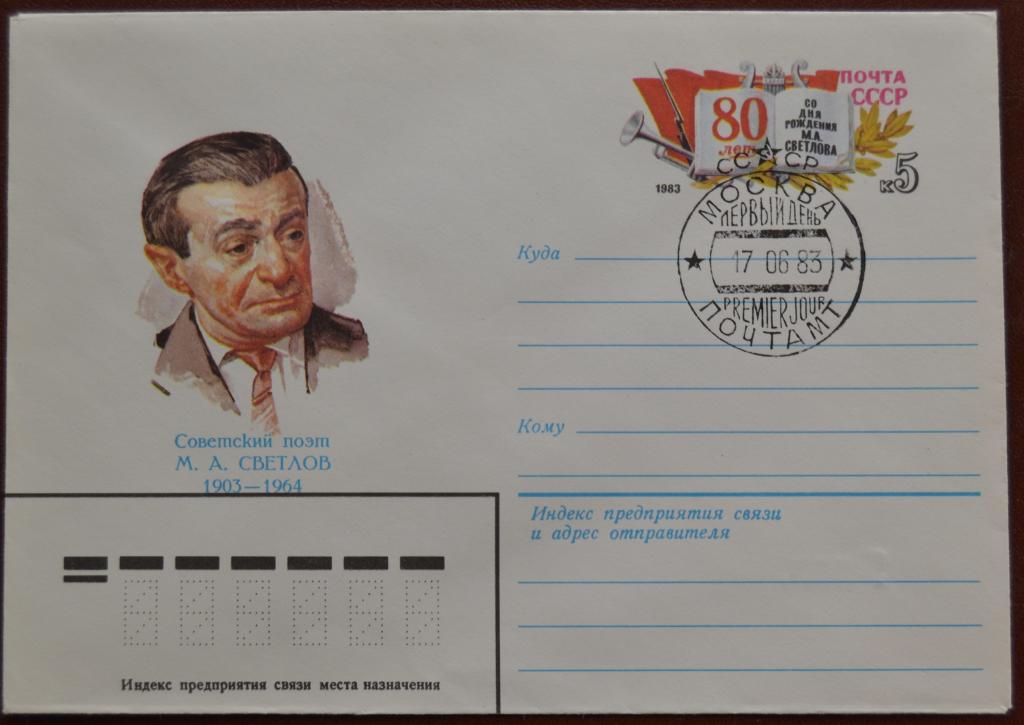 ПОЧТА
СССР
80
лет
СО
ДНЯ
РОЖДЕНИЯ
М.А.
СВЕТЛОВА
1983
к5
СССР
МОСКВА
ПЕРВЫЙ ДЕНЬ
17 06 83
PREMIER JOUR
ПОЧТАМТ
Куда
Кому
Советский поэт
М. А. СВЕТЛОВ
1903—1964
Индекс предприятия связи
и адрес отправителя
Индекс предприятия связи места назначения